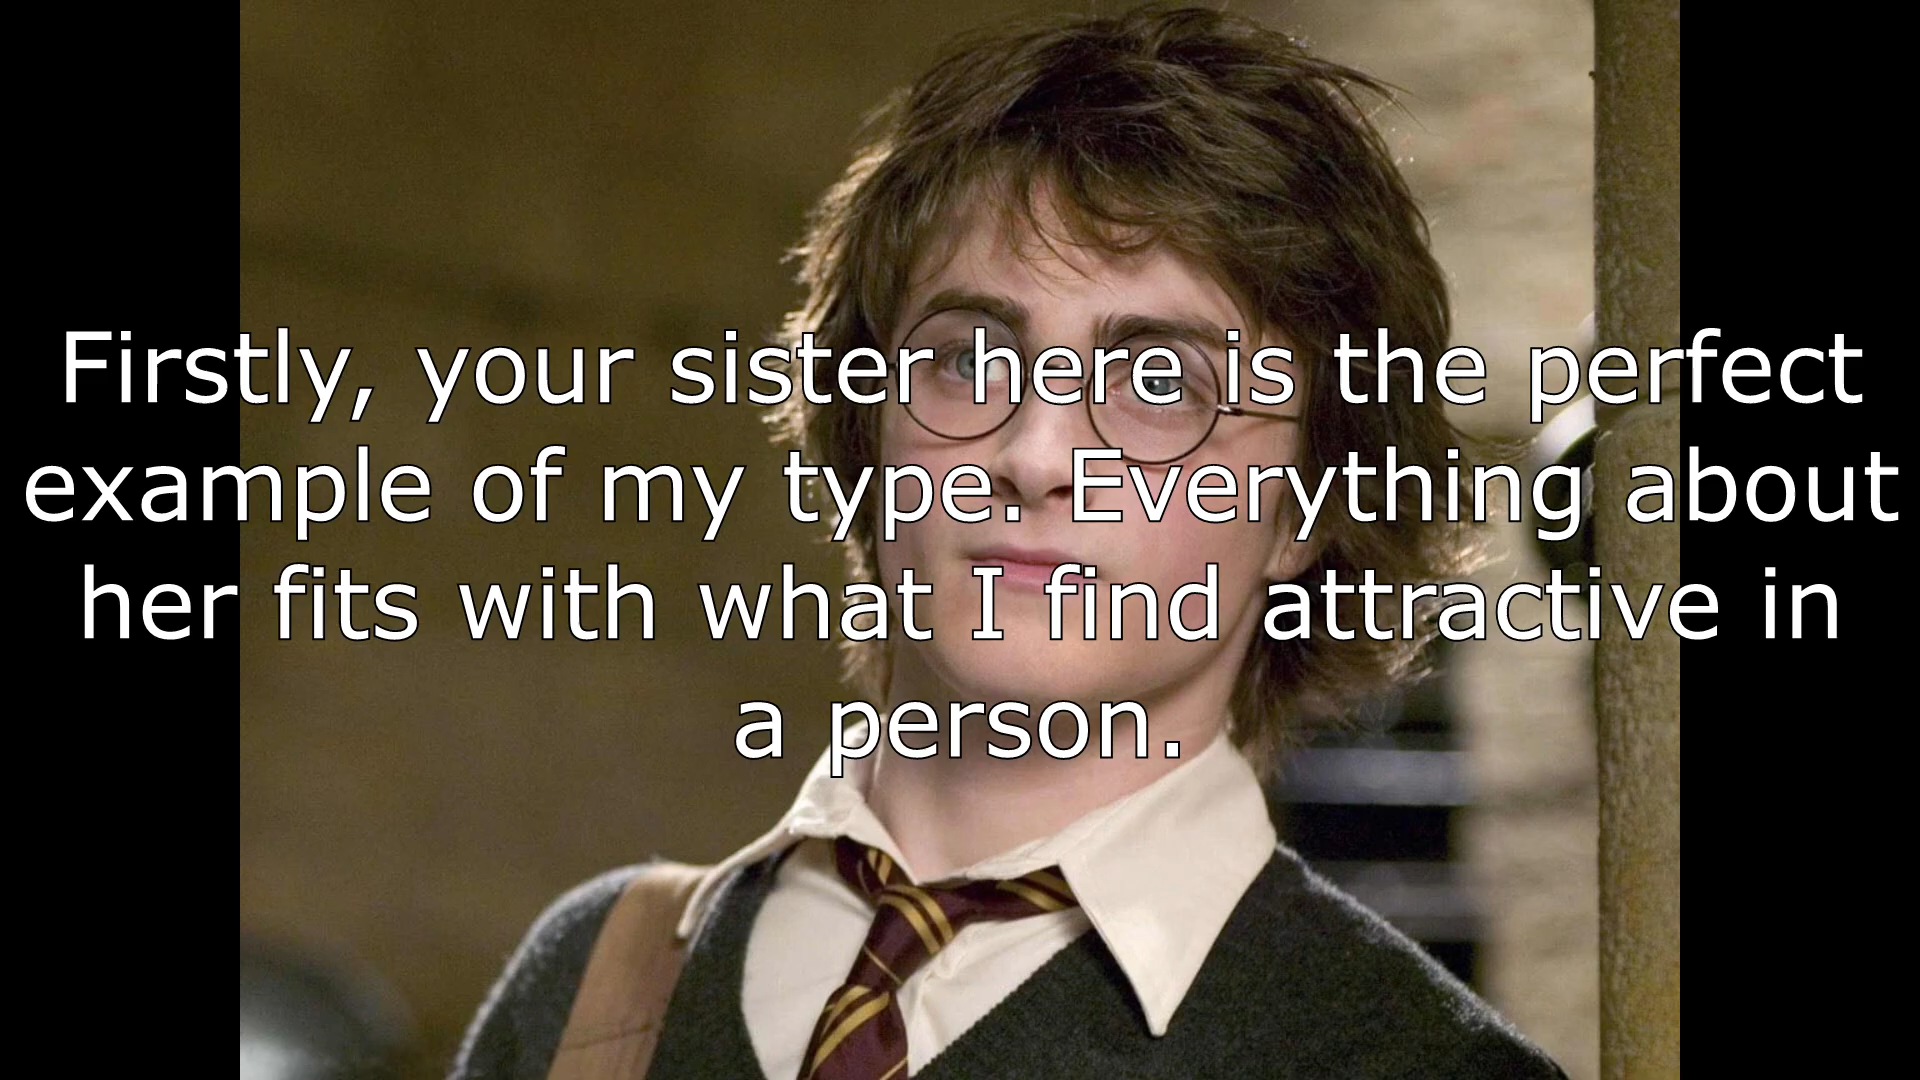 Firstly, your sister here is the perfect
example of my type. Everything about
her fits with what I find attractive in
a person.